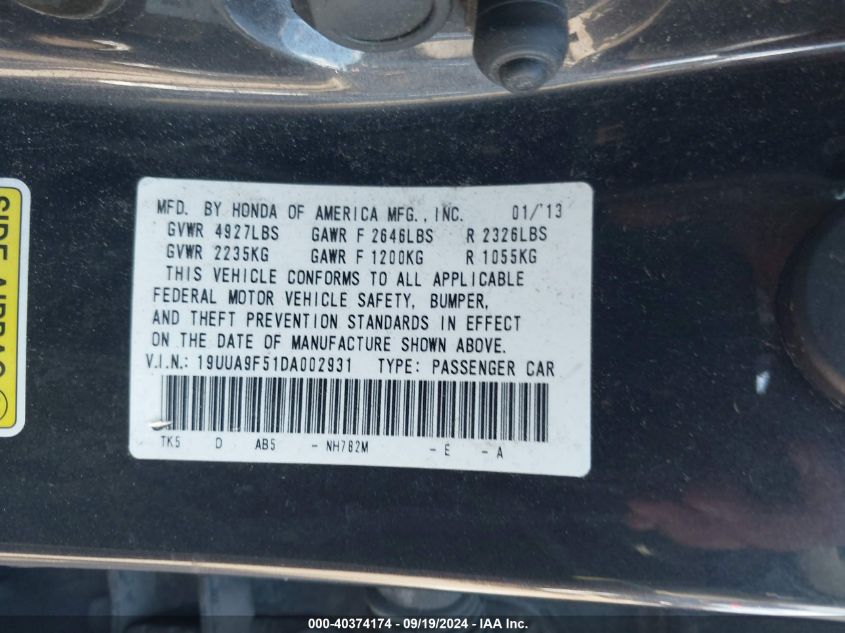 MFD. BY HONDA OF AMERICA MFG., INC. 01/'13
GVWR 4927LBS GAWR F 2646LBS R 2326LBS
GVWR 2235KG GAWR F 1200KG R 1055KG
THIS VEHICLE CONFORMS TO ALL APPLICABLE
FEDERAL MOTOR VEHICLE SAFETY, BUMPER,
AND THEFT PREVENTION STANDARDS IN EFFECT
ON THE DATE OF MANUFACTURE SHOWN ABOVE.
V.I.N.: 19UUA9F51DA002931 TYPE: PASSENGER CAR
TK5 D AB5 - NH782M - E - A
SIDE AIRBAG
000-40374174 - 09/19/2024 - IAA Inc.